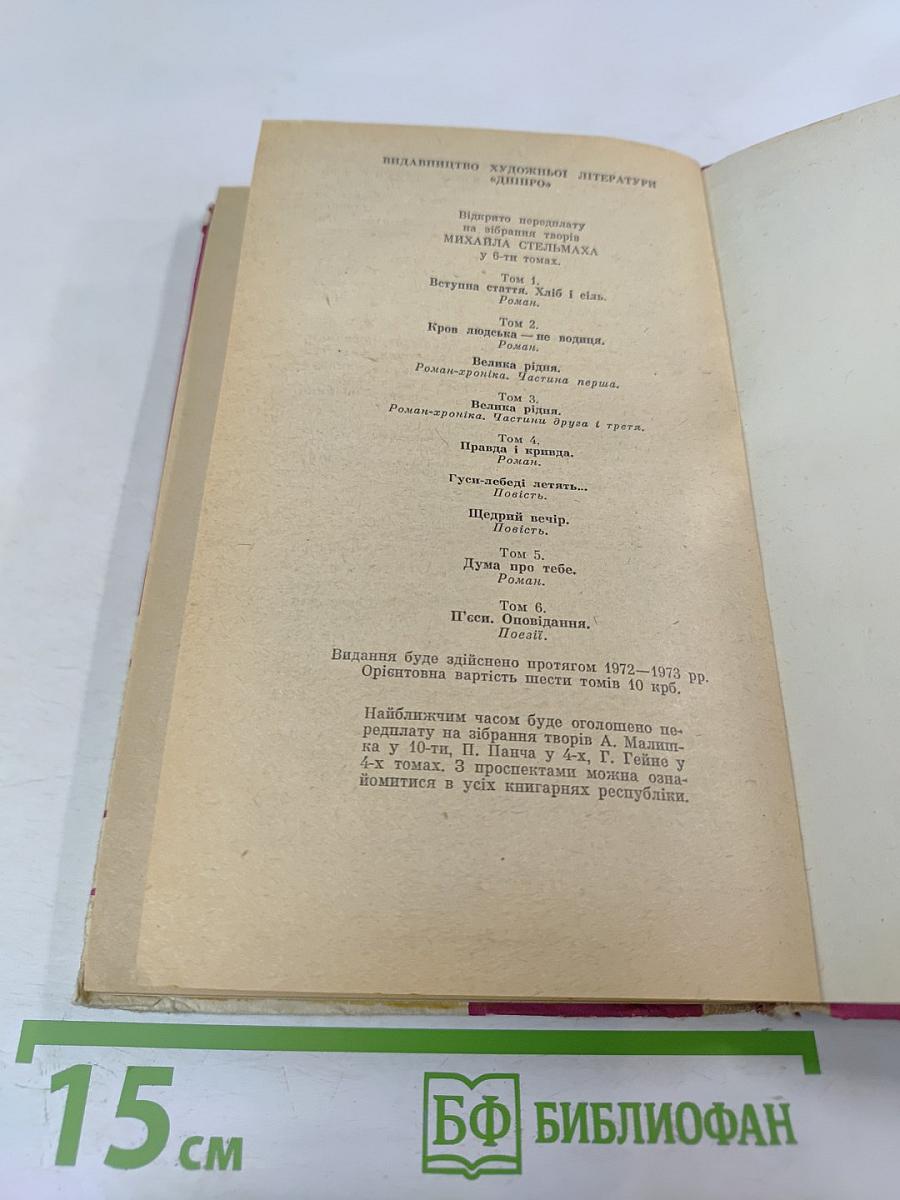 ВИДАВНИЦТВО ХУДОЖНЬОЇ ЛІТЕРАТУРИ
«ДНІПРО»
Відкрито передплату
на зібрання творів
МИХАЙЛА СТЕЛЬМАХА
у 6-ти томах.
Том 1.
Вступна стаття. Хліб і сіль.
Роман.
Том 2.
Кров людська — не водиця.
Роман.
Велика рідня.
Роман-хроніка. Частина перша.
Том 3.
Велика рідня.
Роман-хроніка. Частини друга і третя.
Том 4.
Правда і кривда.
Роман.
Гуси-лебеді летять...
Повість.
Щедрий вечір.
Повість.
Том 5.
Дума про тебе.
Роман.
Том 6.
П'єси. Оповідання.
Поезії.
Видання буде здійснено протягом 1972—1973 рр.
Орієнтовна вартість шести томів 10 крб.
Найближчим часом буде оголошено пе-
редплату на зібрання творів А. Малиш-
ка у 10-ти, П. Панча у 4-х, Г. Гейне у
4-х томах. З проспектами можна озна-
йомитися в усіх книгарнях республіки.
15 см
БФ БИБЛИОФАН